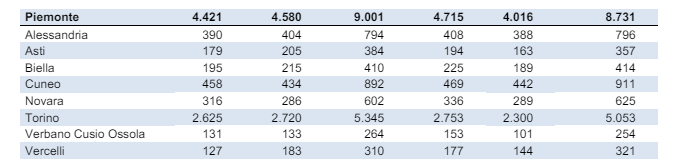 Piemonte 4.421 4.580 9.001 4.715 4.016 8.731
Alessandria 390 404 794 408 388 796
Asti 179 205 384 194 163 357
Biella 195 215 410 225 189 414
Cuneo 458 434 892 469 442 911
Novara 316 286 602 336 289 625
Torino 2.625 2.720 5.345 2.753 2.300 5.053
Verbano Cusio Ossola 131 133 264 153 101 254
Vercelli 127 183 310 177 144 321